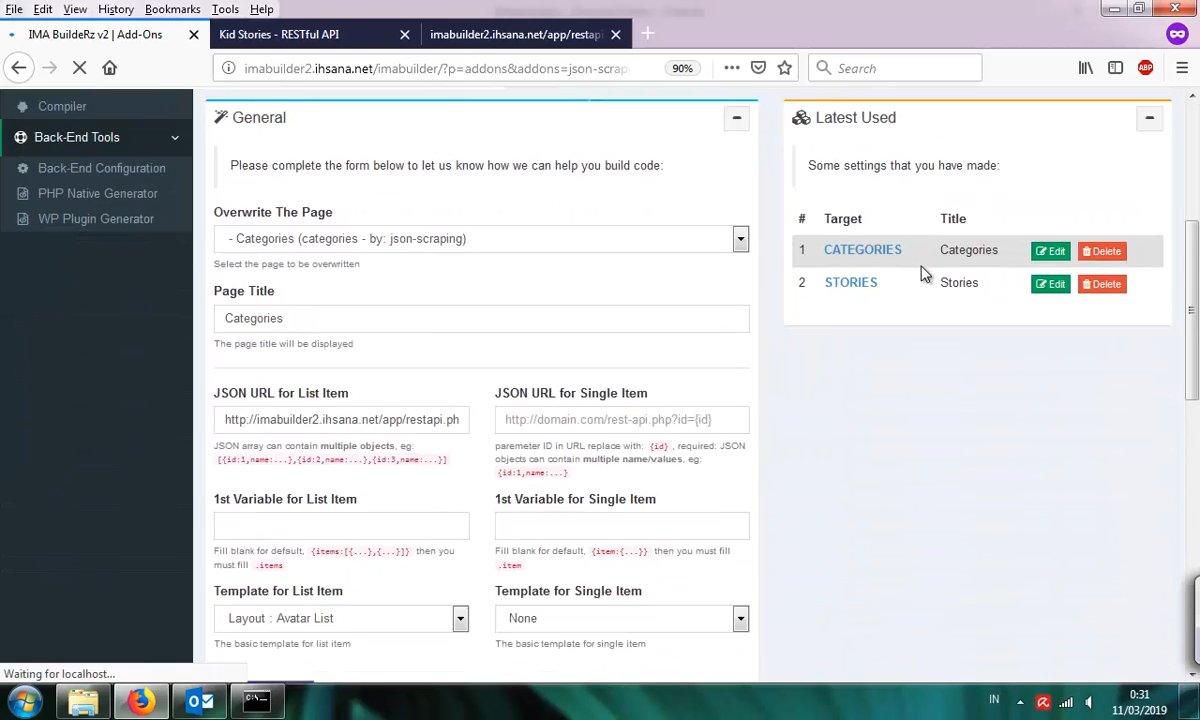 File Edit View History Bookmarks Tools Help
IMA BuildeRz v2 | Add-Ons
Kid Stories - RESTful API
imabuilder2.ihsana.net/app/restapi
imabuilder2.ihsana.net/imabuilder/?p=addons&addons=json-scrap
90%
Search
ABP
Compiler
Back-End Tools
Back-End Configuration
PHP Native Generator
WP Plugin Generator
General
Please complete the form below to let us know how we can help you build code:
Overwrite The Page
- Categories (categories - by: json-scraping)
Select the page to be overwritten
Page Title
Categories
The page title will be displayed
JSON URL for List Item
http://imabuilder2.ihsana.net/app/restapi.ph
JSON array can contain multiple objects, eg:
[{id:1,name:...},{id:2,name:...},{id:3,name:...}]
JSON URL for Single Item
http://domain.com/rest-api.php?id={id}
paremeter ID in URL replace with: {id} , required: JSON
objects can contain multiple name/values, eg:
{id:1,name:...}
1st Variable for List Item
Fill blank for default, {items:[{...},{...}]} then you
must fill .items
1st Variable for Single Item
Fill blank for default, {item:{...}} then you must fill
.item
Template for List Item
Layout : Avatar List
The basic template for list item
Template for Single Item
None
The basic template for single item
Latest Used
Some settings that you have made:
# Target Title
1 CATEGORIES Categories Edit Delete
2 STORIES Stories Edit Delete
Waiting for localhost...
IN
0:31
11/03/2019